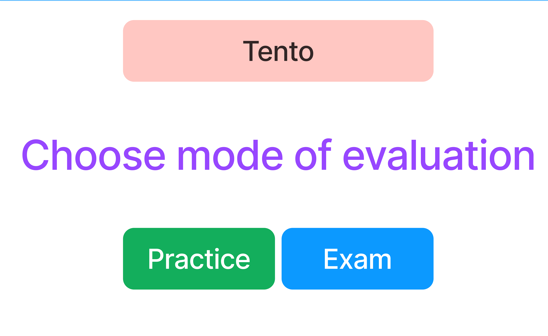 Tento
Choose mode of evaluation
Practice Exam